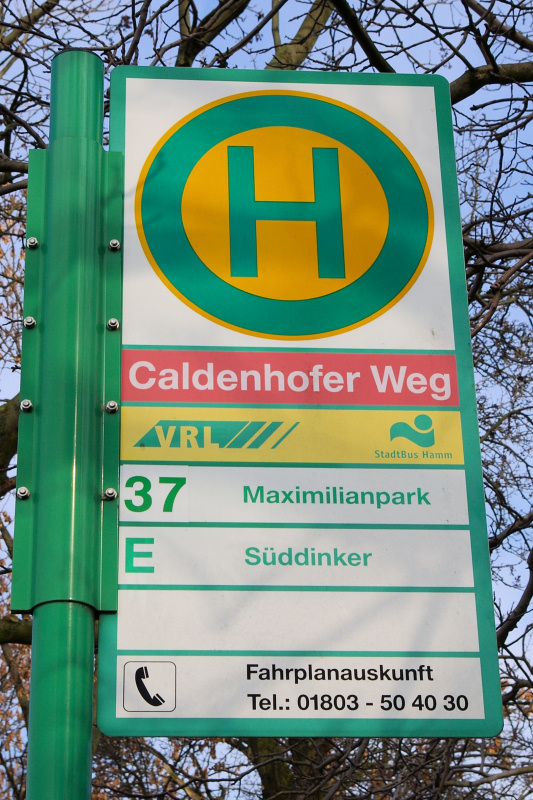 H
Caldenhofer Weg
VRL
StadtBus Hamm
37 Maximilianpark
E Süddinker
Fahrplanauskunft
Tel.: 01803 - 50 40 30